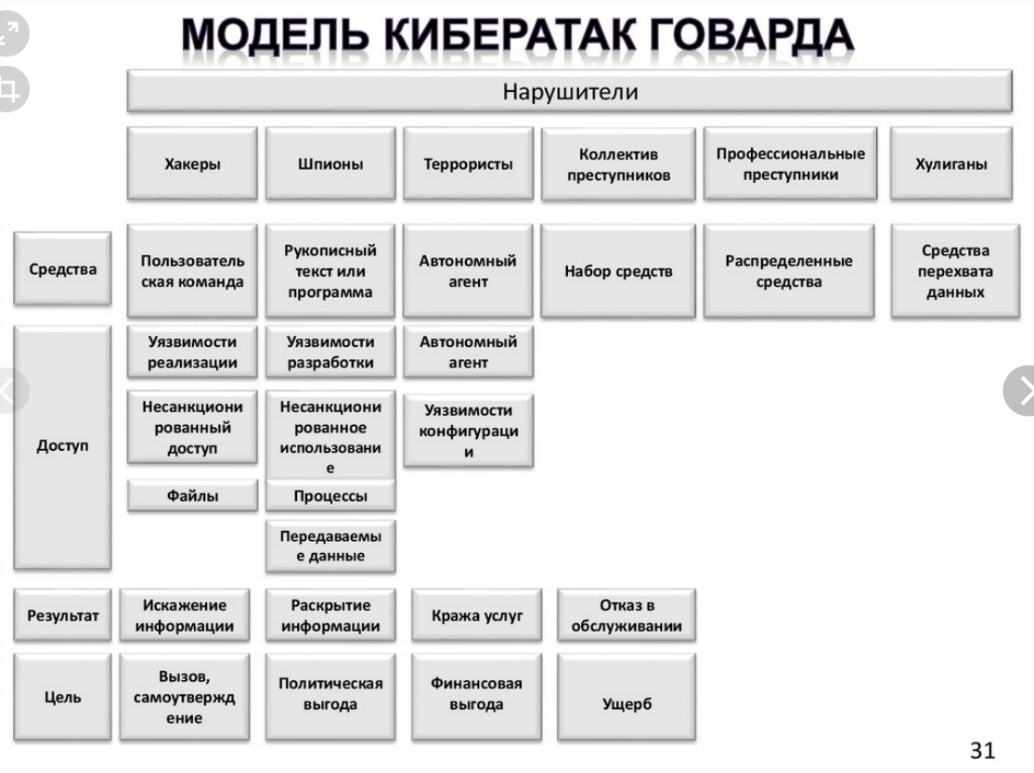 МОДЕЛЬ КИБЕРАТАК ГОВАРДА
Нарушители
Хакеры
Шпионы
Террористы
Коллектив
преступников
Профессиональные
преступники
Хулиганы
Средства
Пользователь
ская команда
Рукописный
текст или
программа
Автономный
агент
Набор средств
Распределенные
средства
Средства
перехвата
данных
Доступ
Уязвимости
реализации
Уязвимости
разработки
Автономный
агент
Несанкциони
рованный
доступ
Несанкциони
рованное
использовани
е
Уязвимости
конфигураци
и
Файлы
Процессы
Передаваемы
е данные
Результат
Искажение
информации
Раскрытие
информации
Кража услуг
Отказ в
обслуживании
Цель
Вызов,
самоутвержд
ение
Политическая
выгода
Финансовая
выгода
Ущерб
31